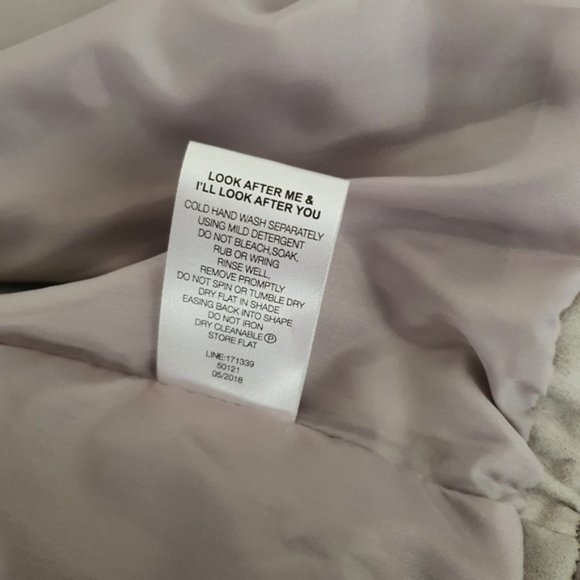 LOOK AFTER ME &
I'LL LOOK AFTER YOU
COLD HAND WASH SEPARATELY
USING MILD DETERGENT
DO NOT BLEACH,SOAK,
RUB OR WRING
RINSE WELL,
REMOVE PROMPTLY
DO NOT SPIN OR TUMBLE DRY
DRY FLAT IN SHADE
EASING BACK INTO SHAPE
DO NOT IRON
DRY CLEANABLE Ⓟ
STORE FLAT
LINE:171339
50121
05/2018